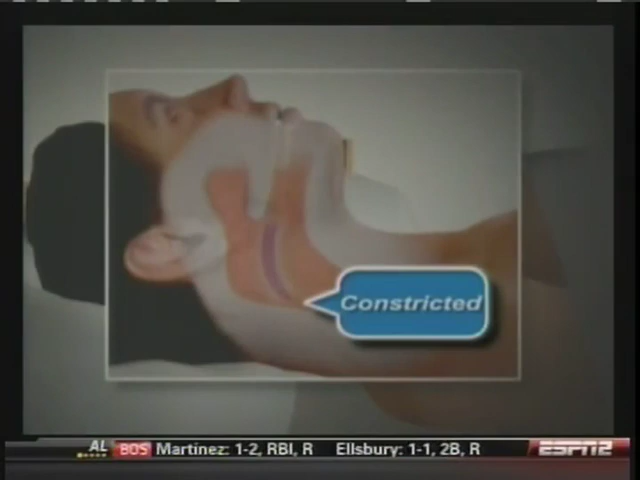 Constricted
AL BOS Martinez: 1-2, RBI, R Ellsbury: 1-1, 2B, R ESPN2